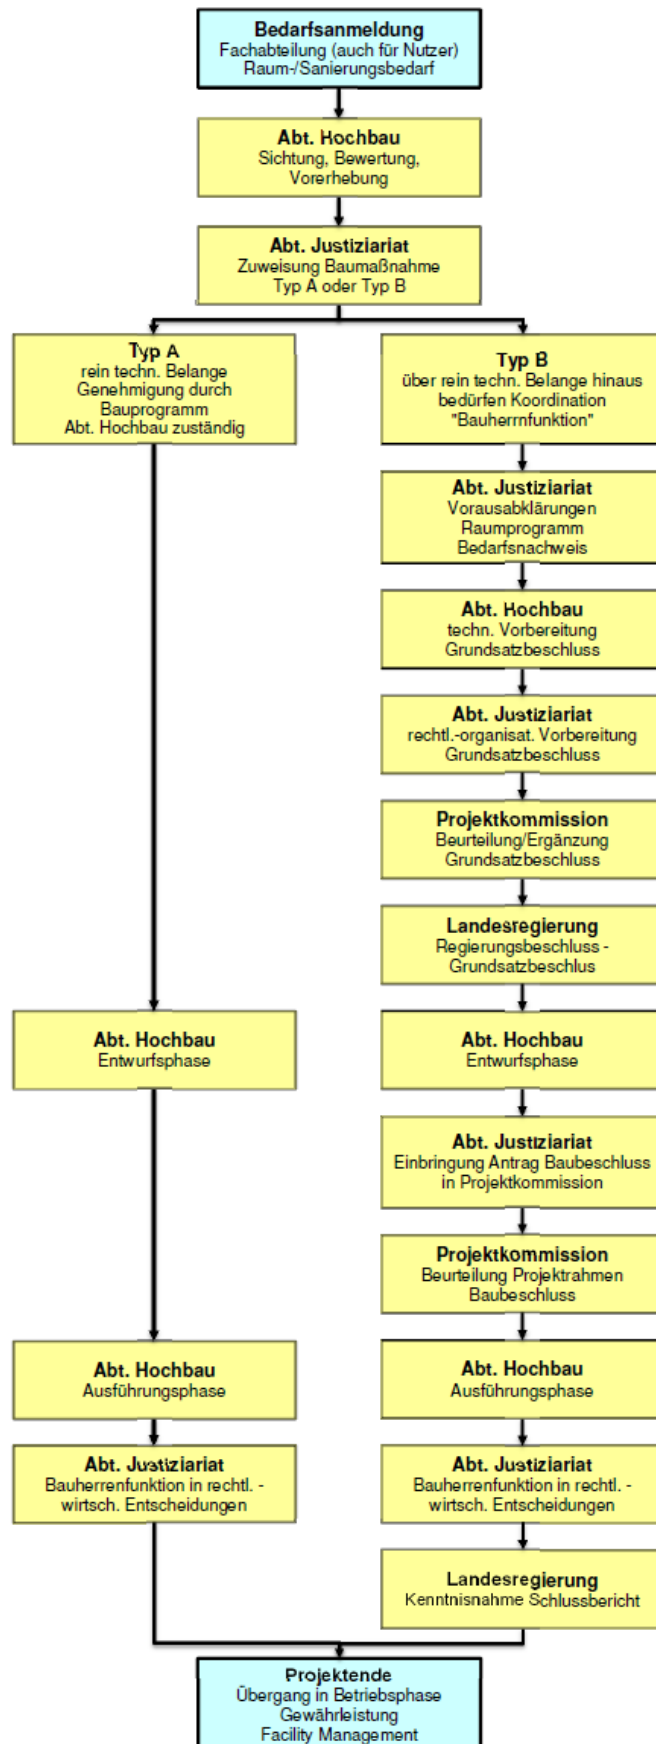 Bedarfsanmeldung
Fachabteilung (auch für Nutzer)
Raum-/Sanierungsbedarf
Abt. Hochbau
Sichtung, Bewertung,
Vorerhebung
Abt. Justiziariat
Zuweisung Baumaßnahme
Typ A oder Typ B
Typ A
rein techn. Belange
Genehmigung durch
Bauprogramm
Abt. Hochbau zuständig
Typ B
über rein techn. Belange hinaus
bedürfen Koordination
"Bauherrnfunktion"
Abt. Justiziariat
Vorausabklärungen
Raumprogramm
Bedarfsnachweis
Abt. Hochbau
techn. Vorbereitung
Grundsatzbeschluss
Abt. Justiziariat
rechtl.-organisat. Vorbereitung
Grundsatzbeschluss
Projektkommission
Beurteilung/Ergänzung
Grundsatzbeschluss
Landesregierung
Regierungsbeschluss -
Grundsatzbeschlus
Abt. Hochbau
Entwurfsphase
Abt. Hochbau
Entwurfsphase
Abt. Justiziariat
Einbringung Antrag Baubeschluss
in Projektkommission
Projektkommission
Beurteilung Projektrahmen
Baubeschluss
Abt. Hochbau
Ausführungsphase
Abt. Hochbau
Ausführungsphase
Abt. Justiziariat
Bauherrenfunktion in rechtl. -
wirtsch. Entscheidungen
Abt. Justiziariat
Bauherrenfunktion in rechtl. -
wirtsch. Entscheidungen
Landesregierung
Kenntnisnahme Schlussbericht
Projektende
Übergang in Betriebsphase
Gewährleistung
Facility Management